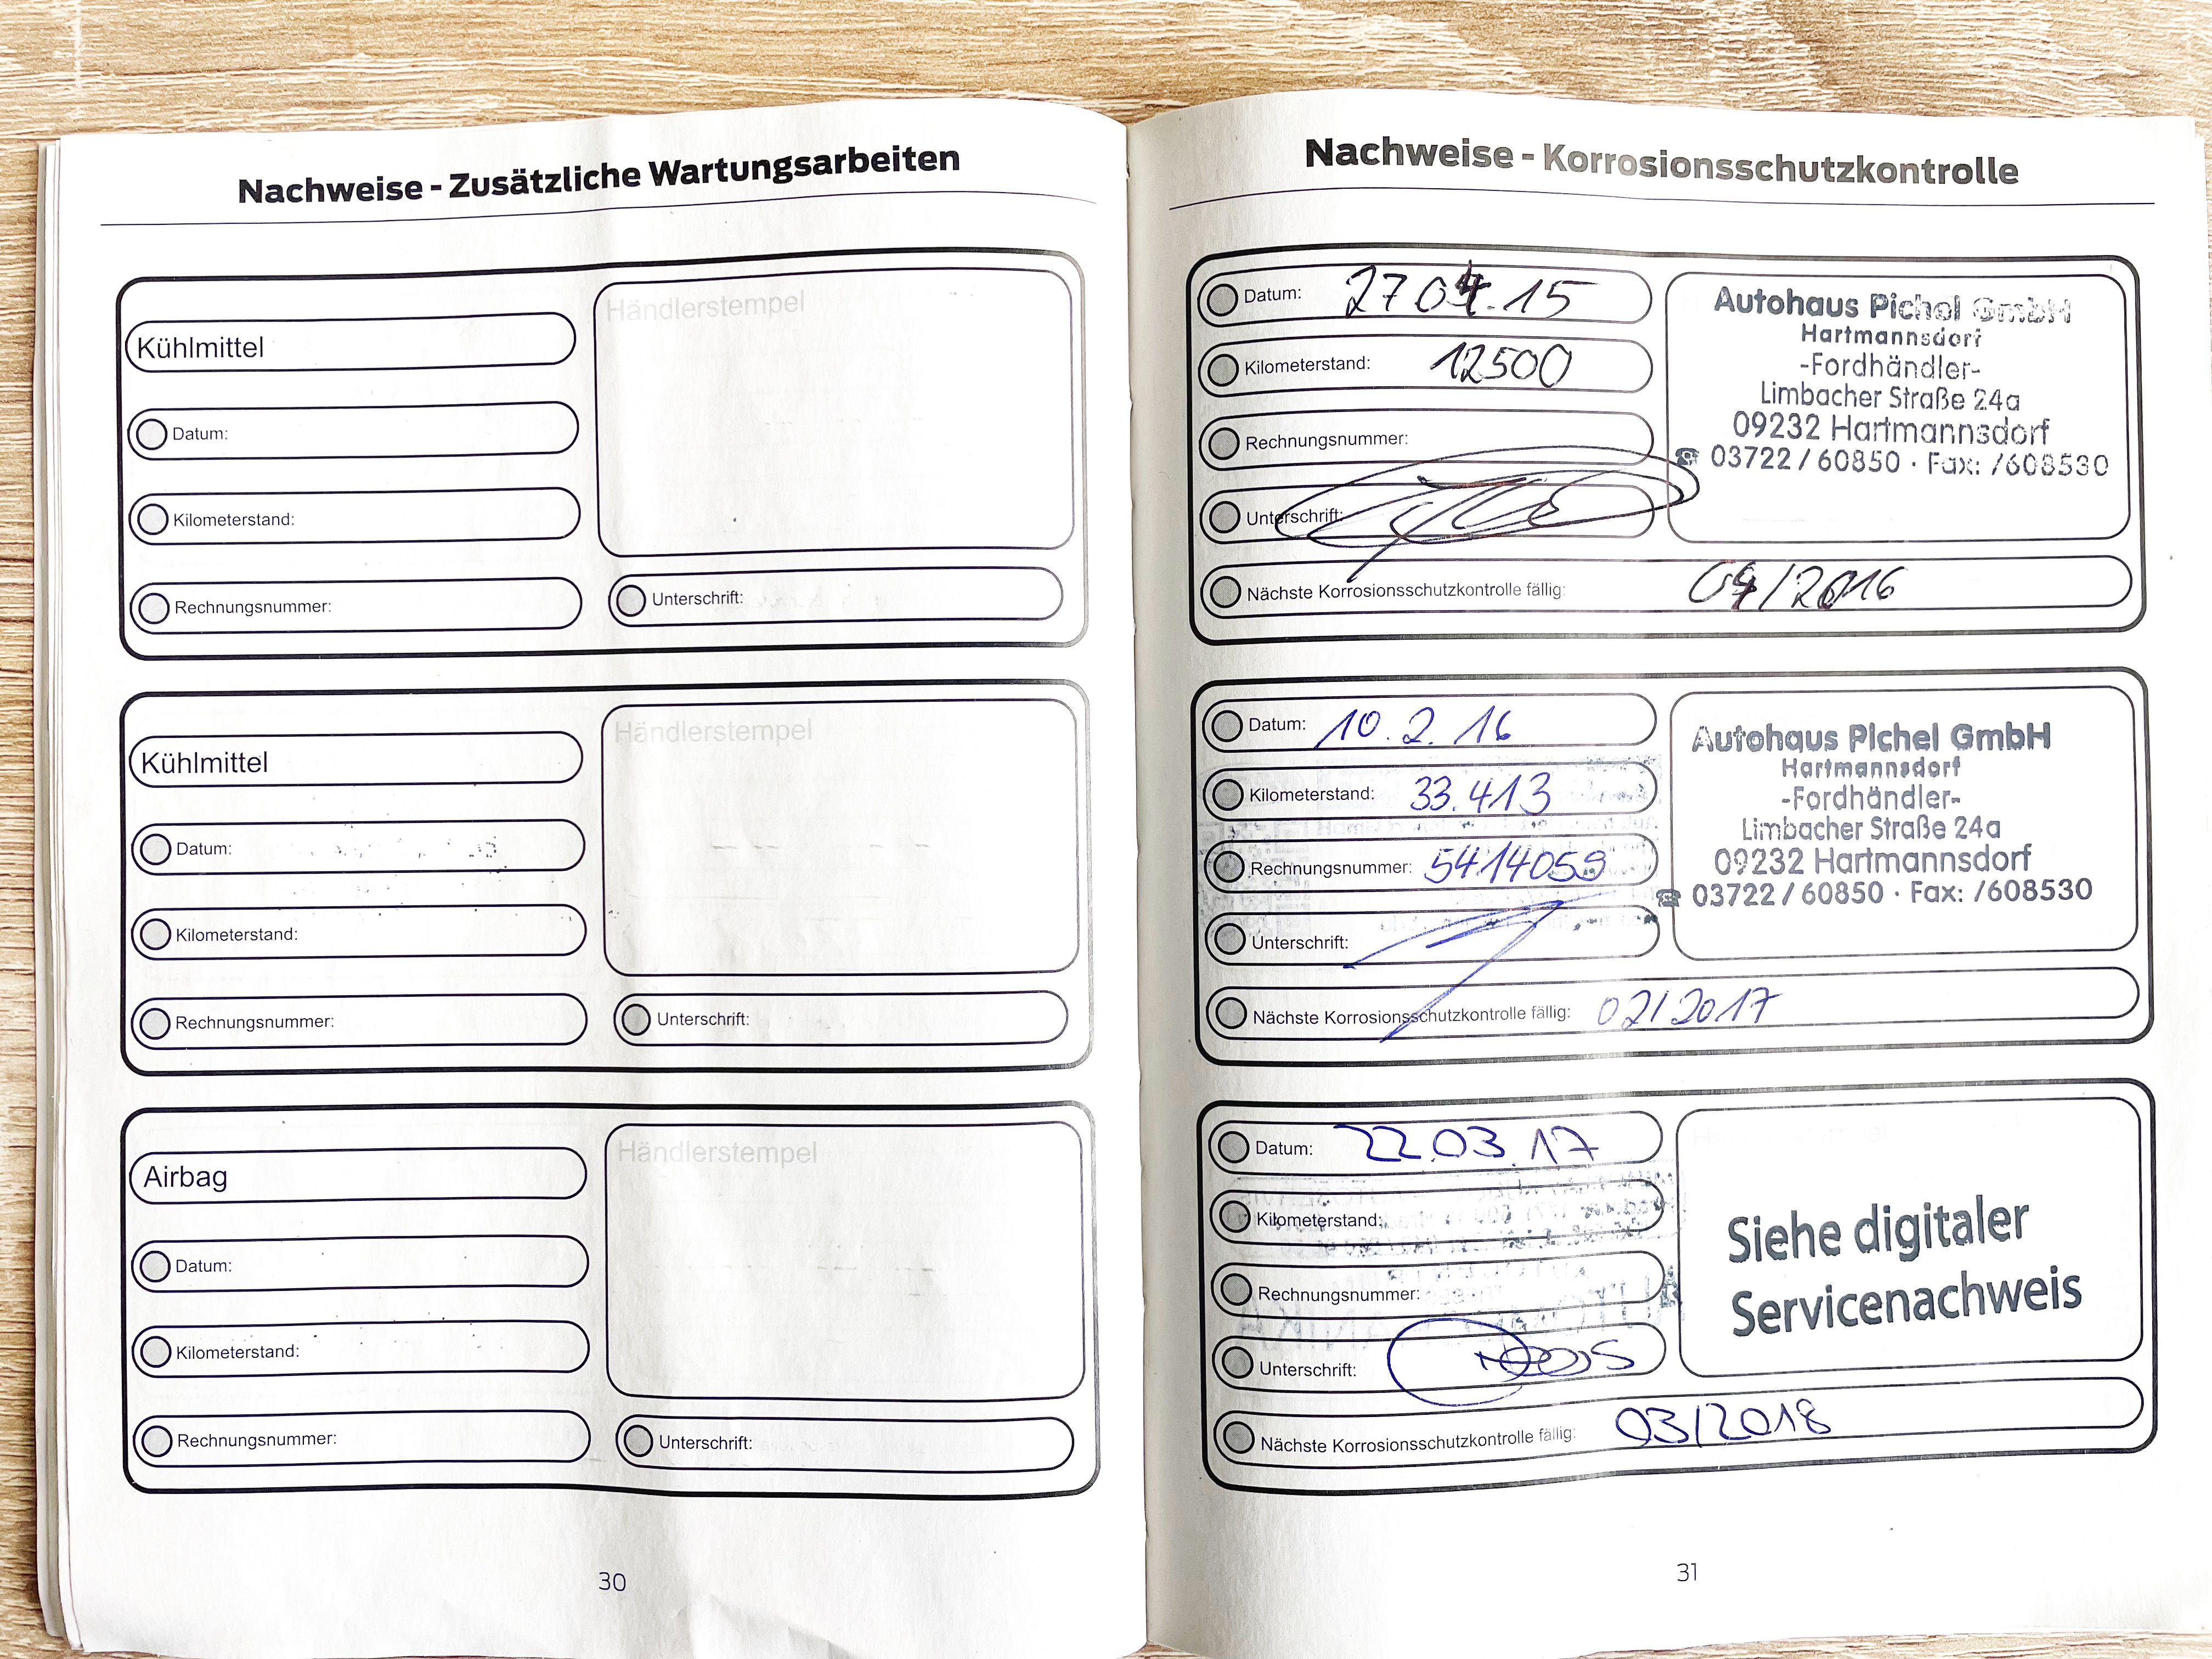 Nachweise - Zusätzliche Wartungsarbeiten
Kühlmittel
Händlerstempel
Datum:
Kilometerstand:
Rechnungsnummer:
Unterschrift:
Kühlmittel
Händlerstempel
Datum:
Kilometerstand:
Rechnungsnummer:
Unterschrift:
Airbag
Händlerstempel
Datum:
Kilometerstand:
Rechnungsnummer:
Unterschrift:
30
Nachweise - Korrosionsschutzkontrolle
Datum: 27 04.15
Kilometerstand: 12500
Rechnungsnummer:
Unterschrift:
Autohaus Pichel GmbH
Hartmannsdorf
-Fordhändler-
Limbacher Straße 24a
09232 Hartmannsdorf
☎ 03722 / 60850 · Fax: /608530
Nächste Korrosionsschutzkontrolle fällig: 04/2016
Datum: 10.2.16
Kilometerstand: 33.413
Rechnungsnummer: 5414059
Unterschrift:
Autohaus Pichel GmbH
Hartmannsdorf
-Fordhändler-
Limbacher Straße 24a
09232 Hartmannsdorf
☎ 03722 / 60850 · Fax: /608530
Nächste Korrosionsschutzkontrolle fällig: 02/2017
Datum: 22.03.17
Kilometerstand:
Rechnungsnummer:
Unterschrift:
Siehe digitaler
Servicenachweis
Nächste Korrosionsschutzkontrolle fällig: 03/2018
31